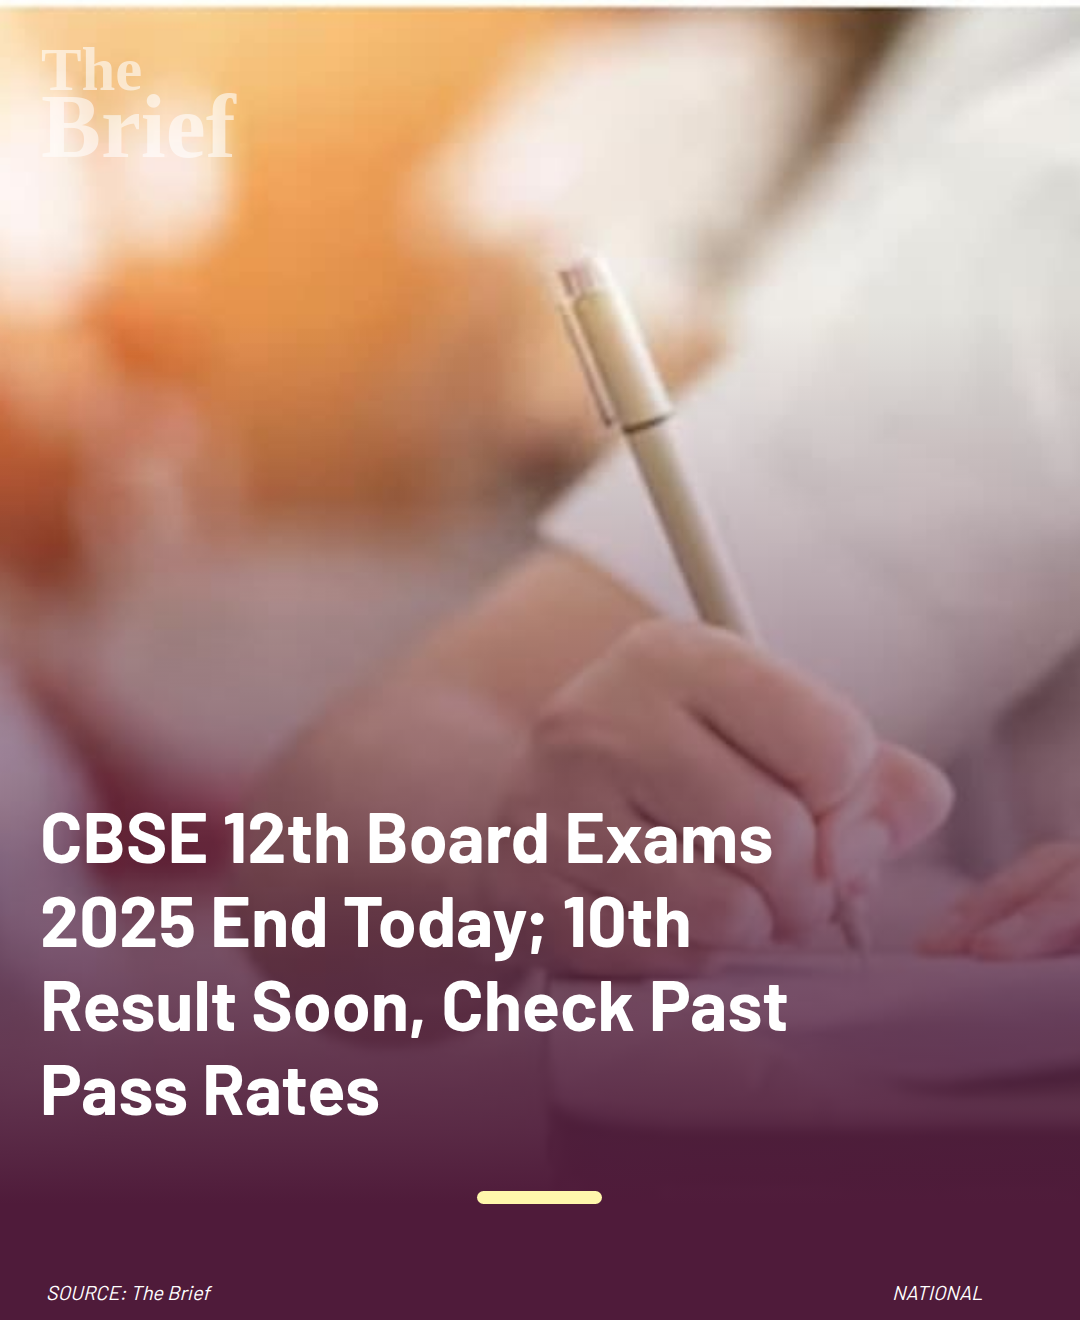 The
Brief
CBSE 12th Board Exams
2025 End Today; 10th
Result Soon, Check Past
Pass Rates
SOURCE: The Brief
NATIONAL